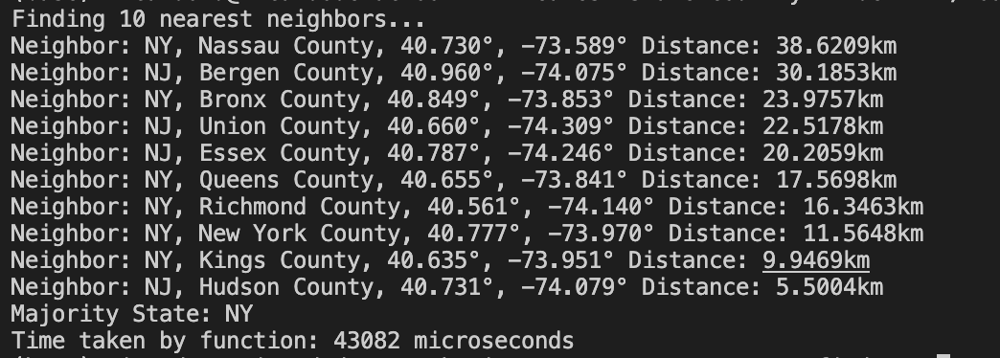 Finding 10 nearest neighbors...
Neighbor: NY, Nassau County, 40.730°, -73.589° Distance: 38.6209km
Neighbor: NJ, Bergen County, 40.960°, -74.075° Distance: 30.1853km
Neighbor: NY, Bronx County, 40.849°, -73.853° Distance: 23.9757km
Neighbor: NJ, Union County, 40.660°, -74.309° Distance: 22.5178km
Neighbor: NJ, Essex County, 40.787°, -74.246° Distance: 20.2059km
Neighbor: NY, Queens County, 40.655°, -73.841° Distance: 17.5698km
Neighbor: NY, Richmond County, 40.561°, -74.140° Distance: 16.3463km
Neighbor: NY, New York County, 40.777°, -73.970° Distance: 11.5648km
Neighbor: NY, Kings County, 40.635°, -73.951° Distance: 9.9469km
Neighbor: NJ, Hudson County, 40.731°, -74.079° Distance: 5.5004km
Majority State: NY
Time taken by function: 43082 microseconds